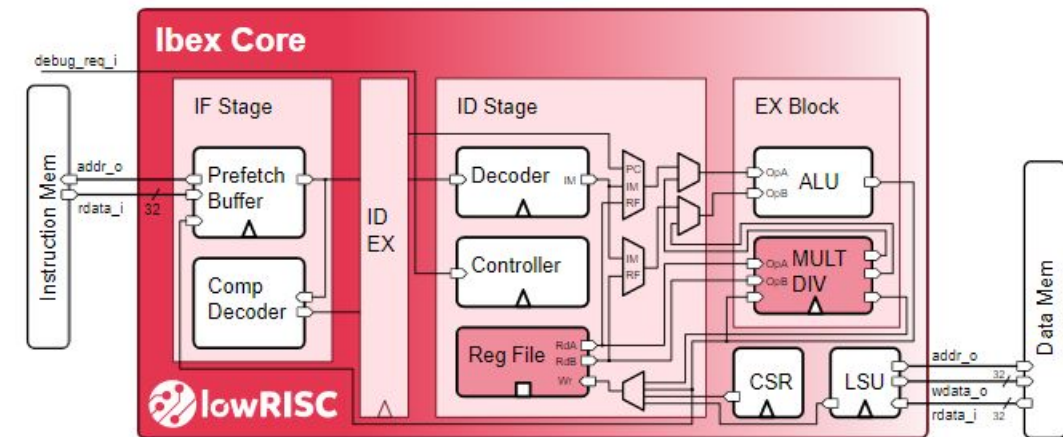 Ibex Core
debug_req_i
IF Stage
ID Stage
EX Block
Instruction Mem
addr_o
rdata_i
32
Prefetch
Buffer
Comp
Decoder
ID
EX
Decoder
IM
Controller
Reg File
RdA
RdB
Wr
PC
IM
RF
IM
RF
OpA
OpB
ALU
OpA
OpB
MULT
DIV
CSR
LSU
addr_o
32
wdata_o
rdata_i
32
Data Mem
lowRISC